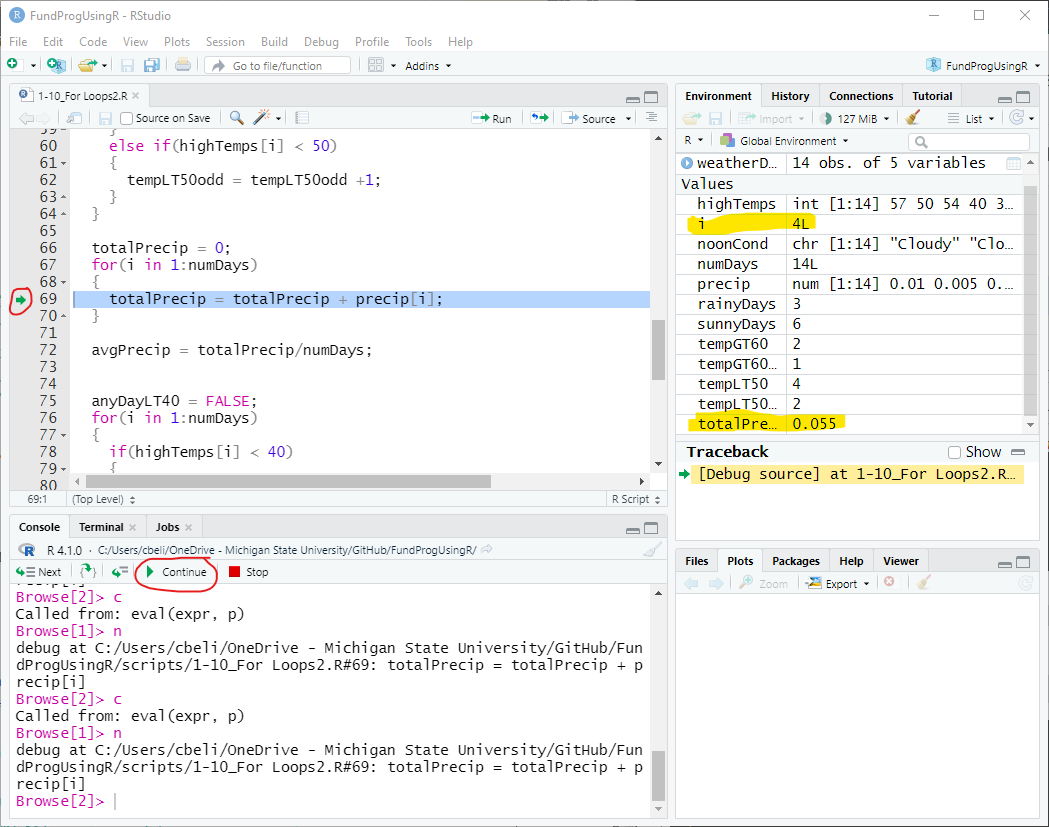 FundProgUsingR - RStudio
File Edit Code View Plots Session Build Debug Profile Tools Help
Go to file/function Addins FundProgUsingR
1-10_For Loops2.R
Source on Save Run Source
60 else if(highTemps[i] < 50)
61 {
62 tempLT50odd = tempLT50odd +1;
63 }
64 }
65
66 totalPrecip = 0;
67 for(i in 1:numDays)
68 {
69 totalPrecip = totalPrecip + precip[i];
70 }
71
72 avgPrecip = totalPrecip/numDays;
73
74
75 anyDayLT40 = FALSE;
76 for(i in 1:numDays)
77 {
78 if(highTemps[i] < 40)
79 {
80
69:1 (Top Level) R Script
Console Terminal Jobs
R 4.1.0 · C:/Users/cbeli/OneDrive - Michigan State University/GitHub/FundProgUsingR/
Next Continue Stop
Browse[2]> c
Called from: eval(expr, p)
Browse[1]> n
debug at C:/Users/cbeli/OneDrive - Michigan State University/GitHub/Fun
dProgUsingR/scripts/1-10_For Loops2.R#69: totalPrecip = totalPrecip + p
recip[i]
Browse[2]> c
Called from: eval(expr, p)
Browse[1]> n
debug at C:/Users/cbeli/OneDrive - Michigan State University/GitHub/Fun
dProgUsingR/scripts/1-10_For Loops2.R#69: totalPrecip = totalPrecip + p
recip[i]
Browse[2]>
Environment History Connections Tutorial
Import 127 MiB List
R Global Environment
weatherD... 14 obs. of 5 variables
Values
highTemps int [1:14] 57 50 54 40 3...
i 4L
noonCond chr [1:14] "Cloudy" "Clo...
numDays 14L
precip num [1:14] 0.01 0.005 0...
rainyDays 3
sunnyDays 6
tempGT60 2
tempGT60... 1
tempLT50 4
tempLT50... 2
totalPre... 0.055
Traceback Show
[Debug source] at 1-10_For Loops2.R...
Files Plots Packages Help Viewer
Zoom Export